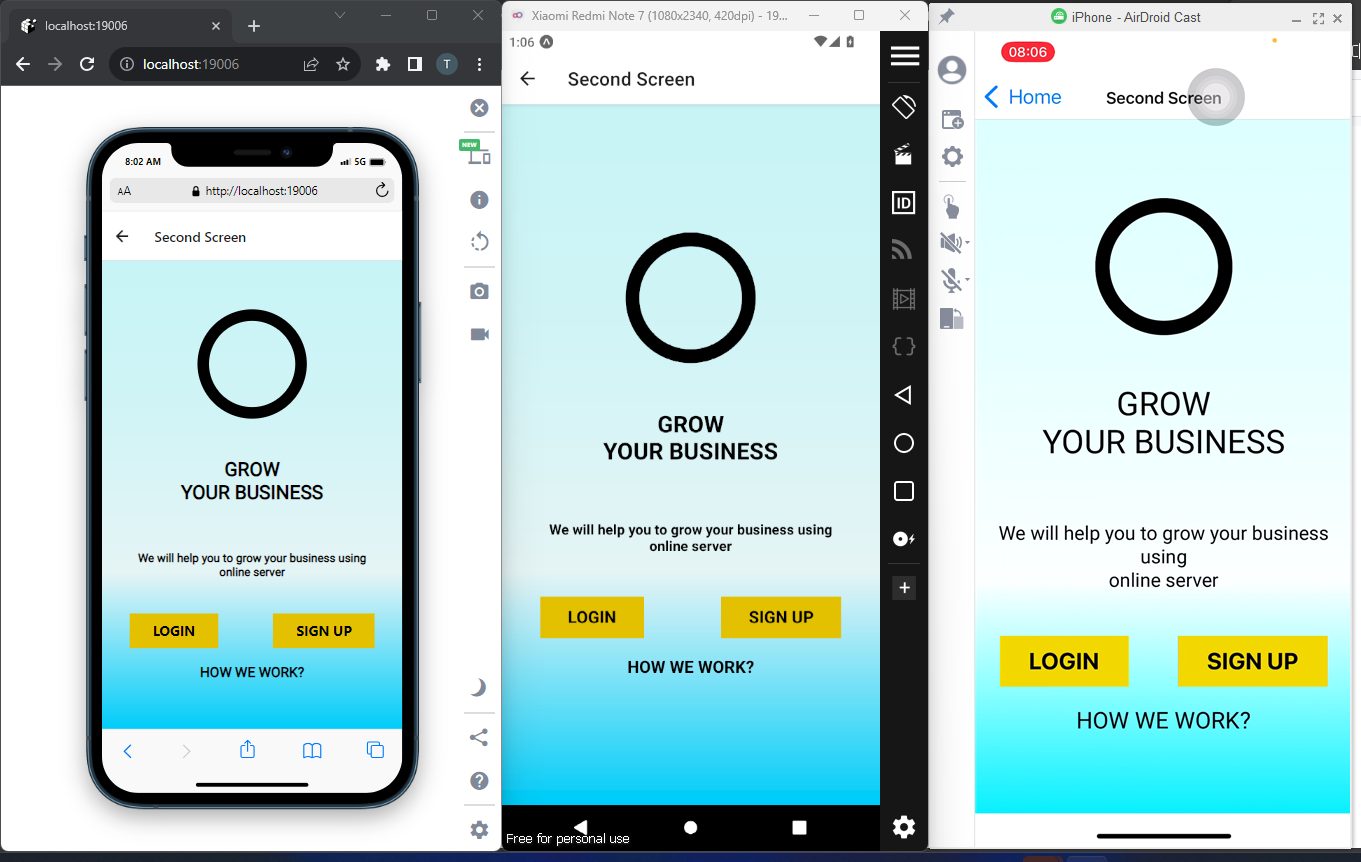 localhost:19006
localhost:19006
T
NEW
8:02 AM
5G
AA
http://localhost:19006
Second Screen
GROW
YOUR BUSINESS
We will help you to grow your business using
online server
LOGIN
SIGN UP
HOW WE WORK?
Xiaomi Redmi Note 7 (1080x2340, 420dpi) - 19...
1:06
Second Screen
ID
GROW
YOUR BUSINESS
We will help you to grow your business using
online server
LOGIN
SIGN UP
HOW WE WORK?
Free for personal use
iPhone - AirDroid Cast
08:06
Home
Second Screen
GROW
YOUR BUSINESS
We will help you to grow your business
using
online server
LOGIN
SIGN UP
HOW WE WORK?